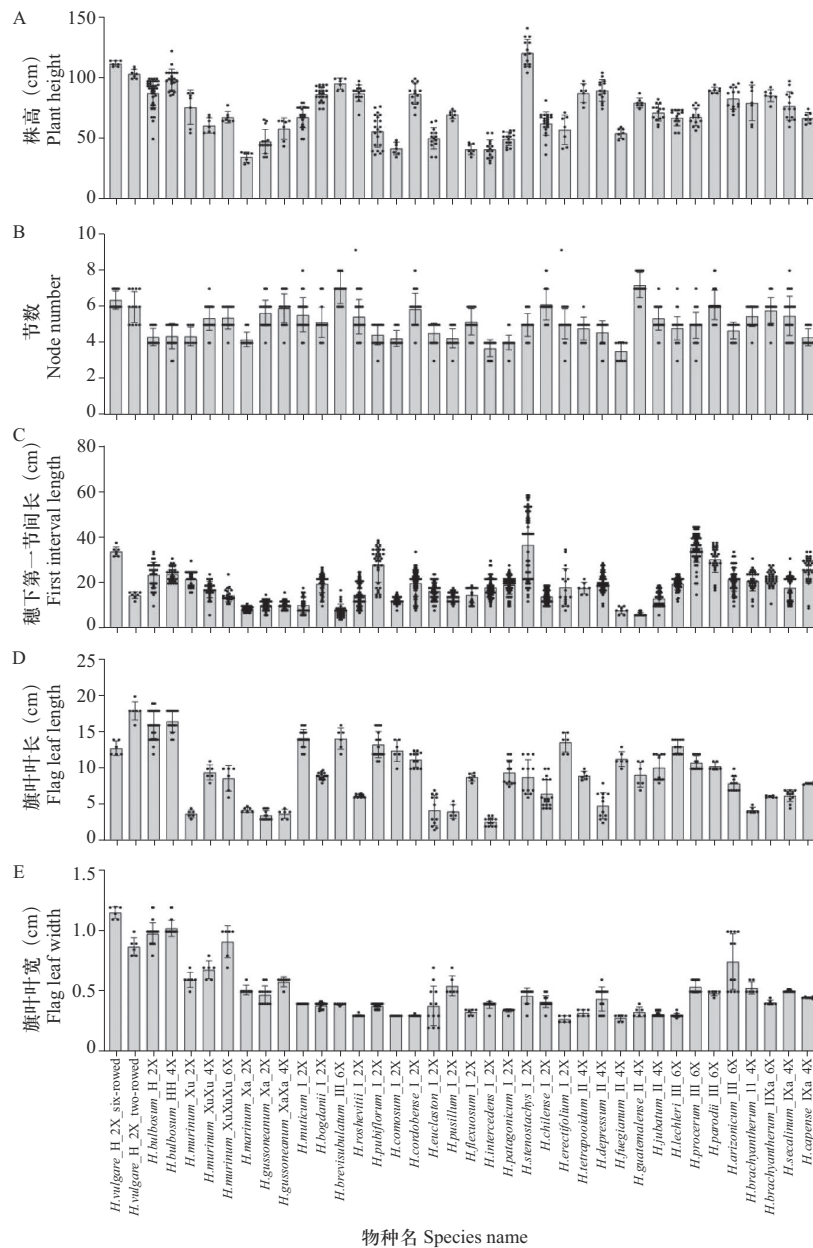 A
株高（cm）
Plant height
150
100
50
0
B
节数
Node number
10
8
6
4
2
0
C
穗下第一节间长（cm）
First interval length
80
60
40
20
0
D
旗叶叶长（cm）
Flag leaf length
25
20
15
10
5
0
E
旗叶叶宽（cm）
Flag leaf width
1.5
1.0
0.5
0
H.vulgare_H_2X_six-rowed
H.vulgare_H_2X_two-rowed
H.bulbosum_H_2X
H.bulbosum_HH_4X
H.murinum_Xu_2X
H.murinum_XuXu_4X
H.murinum_XuXuXu_6X
H.marinum_Xa_2X
H.gussoneanum_Xa_2X
H.gussoneanum_XaXa_4X
H.muticum_I_2X
H.bogdanii_I_2X
H.brevisubulatum_III_6X
H.roshevitii_I_2X
H.pubiflorum_I_2X
H.comosum_I_2X
H.condobense_I_2X
H.euclaston_I_2X
H.pusillum_I_2X
H.flexuosum_I_2X
H.intercedens_I_2X
H.patagonicum_I_2X
H.stenostachys_I_2X
H.chilense_I_2X
H.erectifolium_I_2X
H.tetrapooidum_II_4X
H.depressum_II_4X
H.fuegianum_II_4X
H.guatemalense_II_4X
H.jubatum_II_4X
H.lechleri_III_6X
H.procerum_III_6X
H.parodii_III_6X
H.arizonicum_III_6X
H.brachyantherum_11_4X
H.brachyantherum_IIXa_6X
H.secalinum_IXa_4X
H.capense_IXa_4X
物种名 Species name